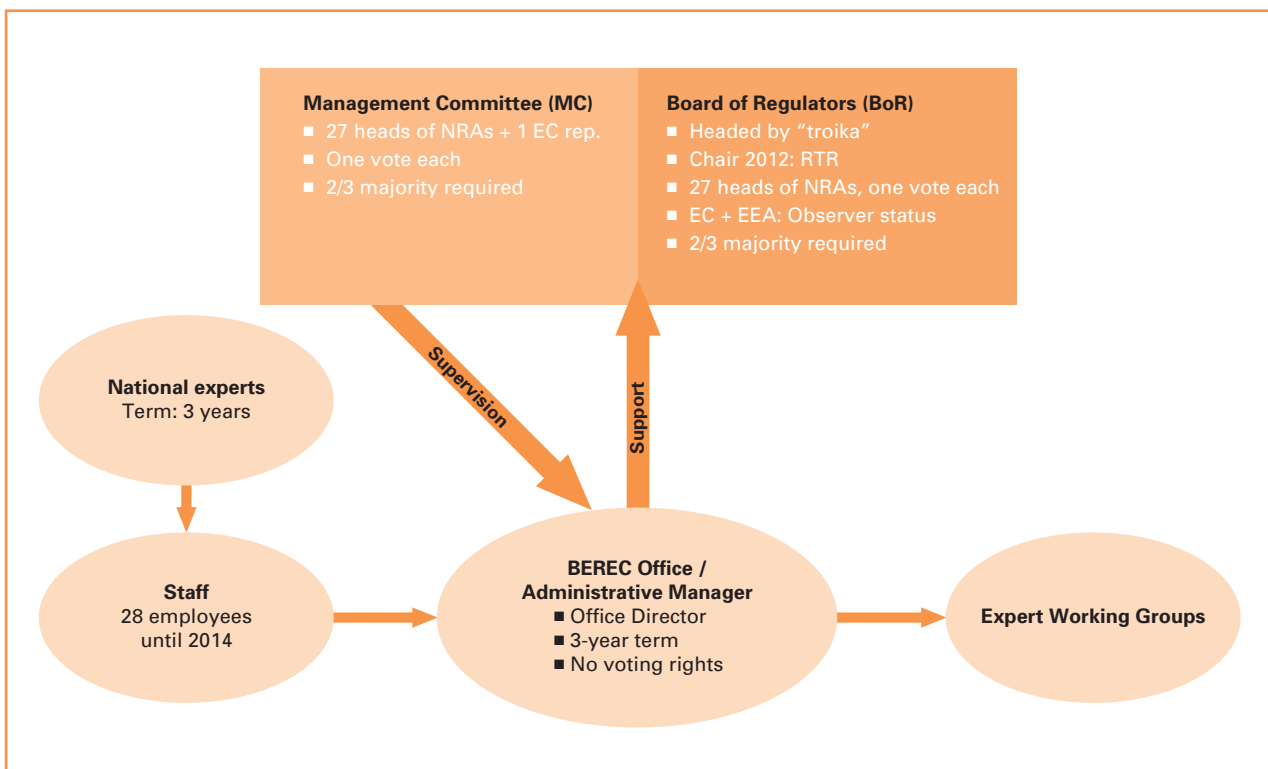 Management Committee (MC)
■ 27 heads of NRAs + 1 EC rep.
■ One vote each
■ 2/3 majority required
Board of Regulators (BoR)
■ Headed by “troika”
■ Chair 2012: RTR
■ 27 heads of NRAs, one vote each
■ EC + EEA: Observer status
■ 2/3 majority required
Supervision
Support
National experts
Term: 3 years
Staff
28 employees
until 2014
BEREC Office /
Administrative Manager
■ Office Director
■ 3-year term
■ No voting rights
Expert Working Groups